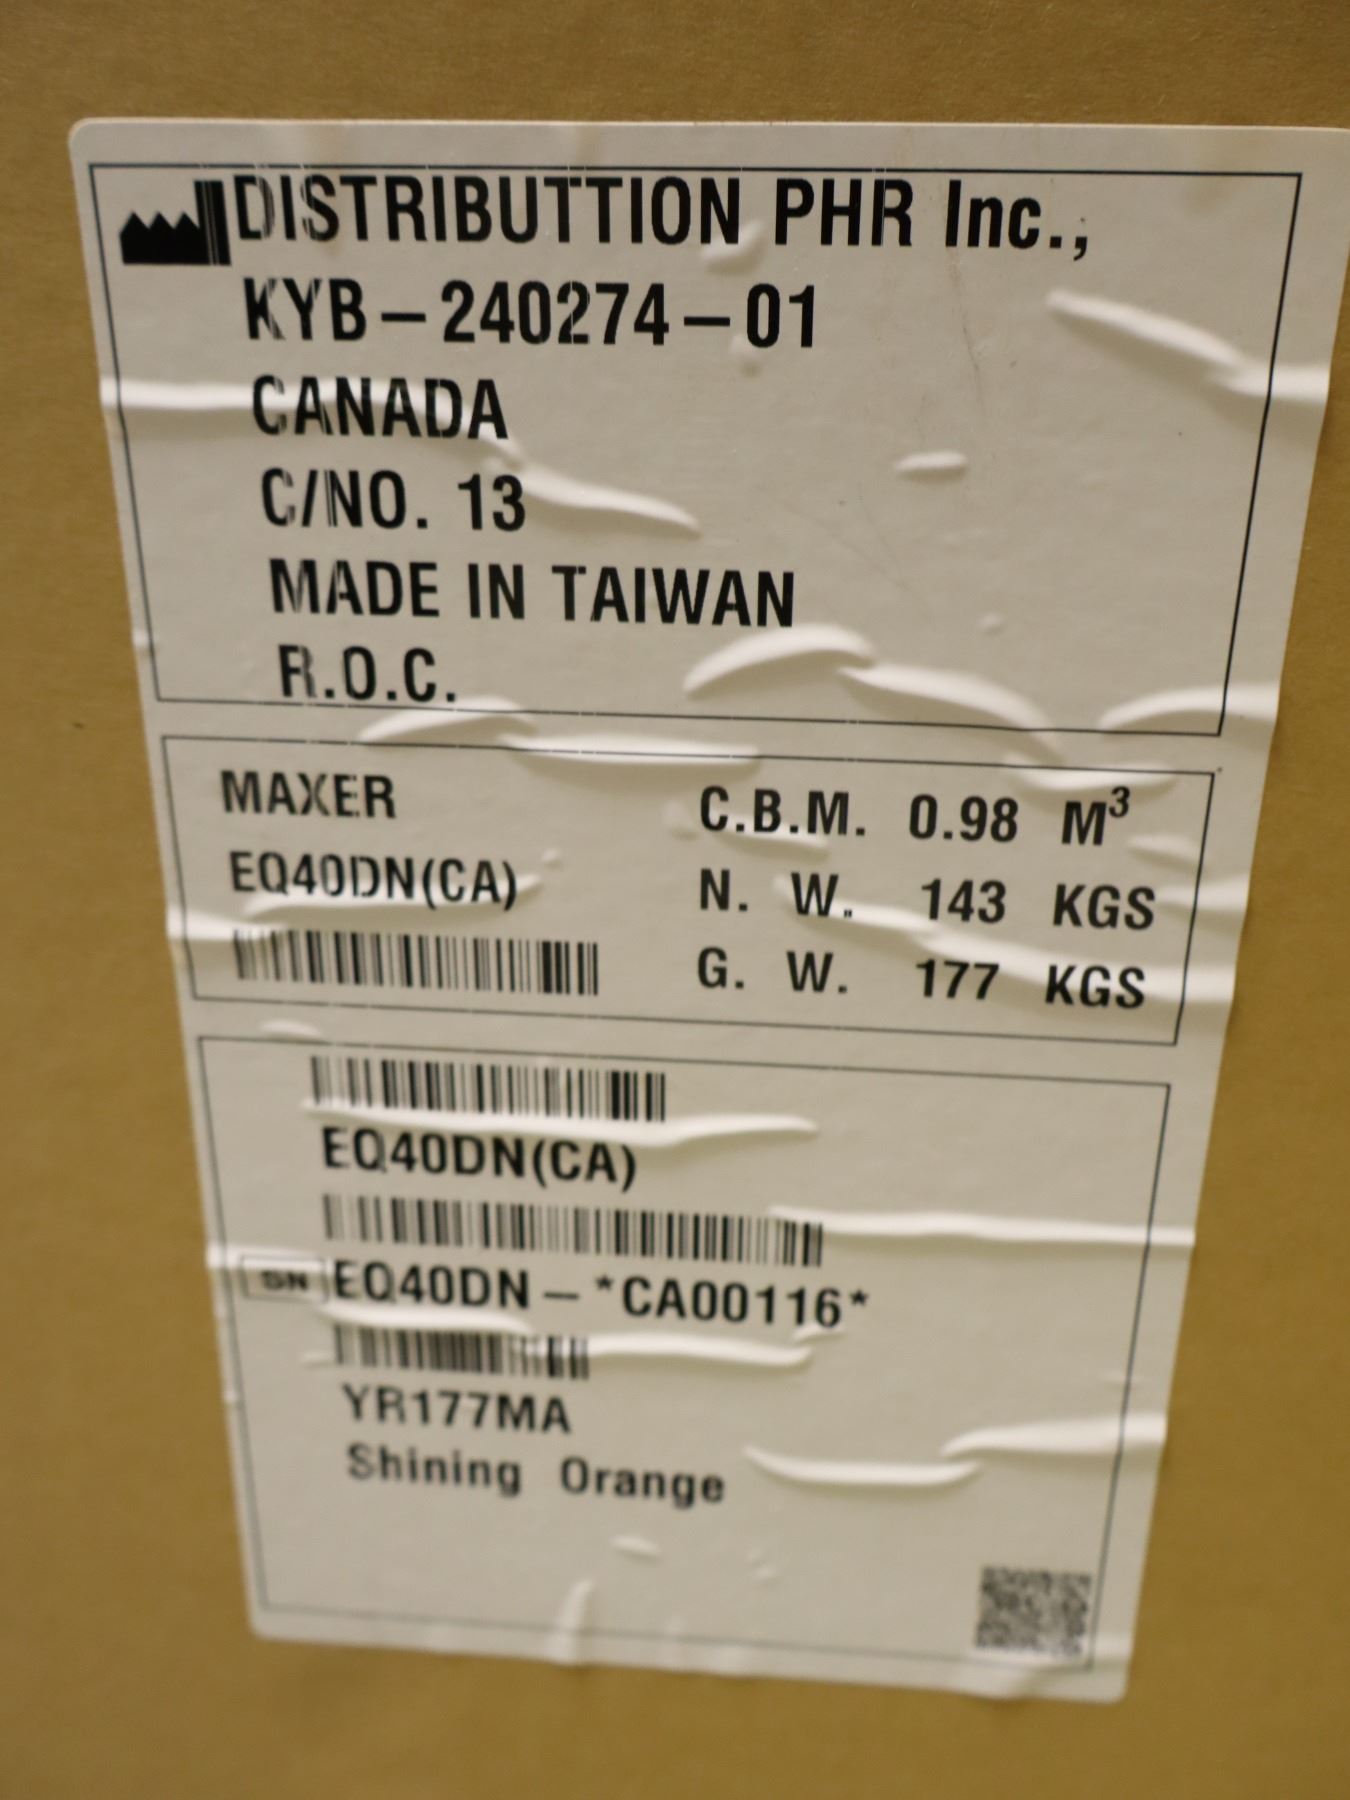 DISTRIBUTTION PHR Inc.,
KYB-240274-01
CANADA
C/NO. 13
MADE IN TAIWAN
R.O.C.
MAXER
EQ40DN(CA)
C.B.M. 0.98 M³
N. W. 143 KGS
G. W. 177 KGS
EQ40DN(CA)
SN EQ40DN-*CA00116*
YR177MA
Shining Orange